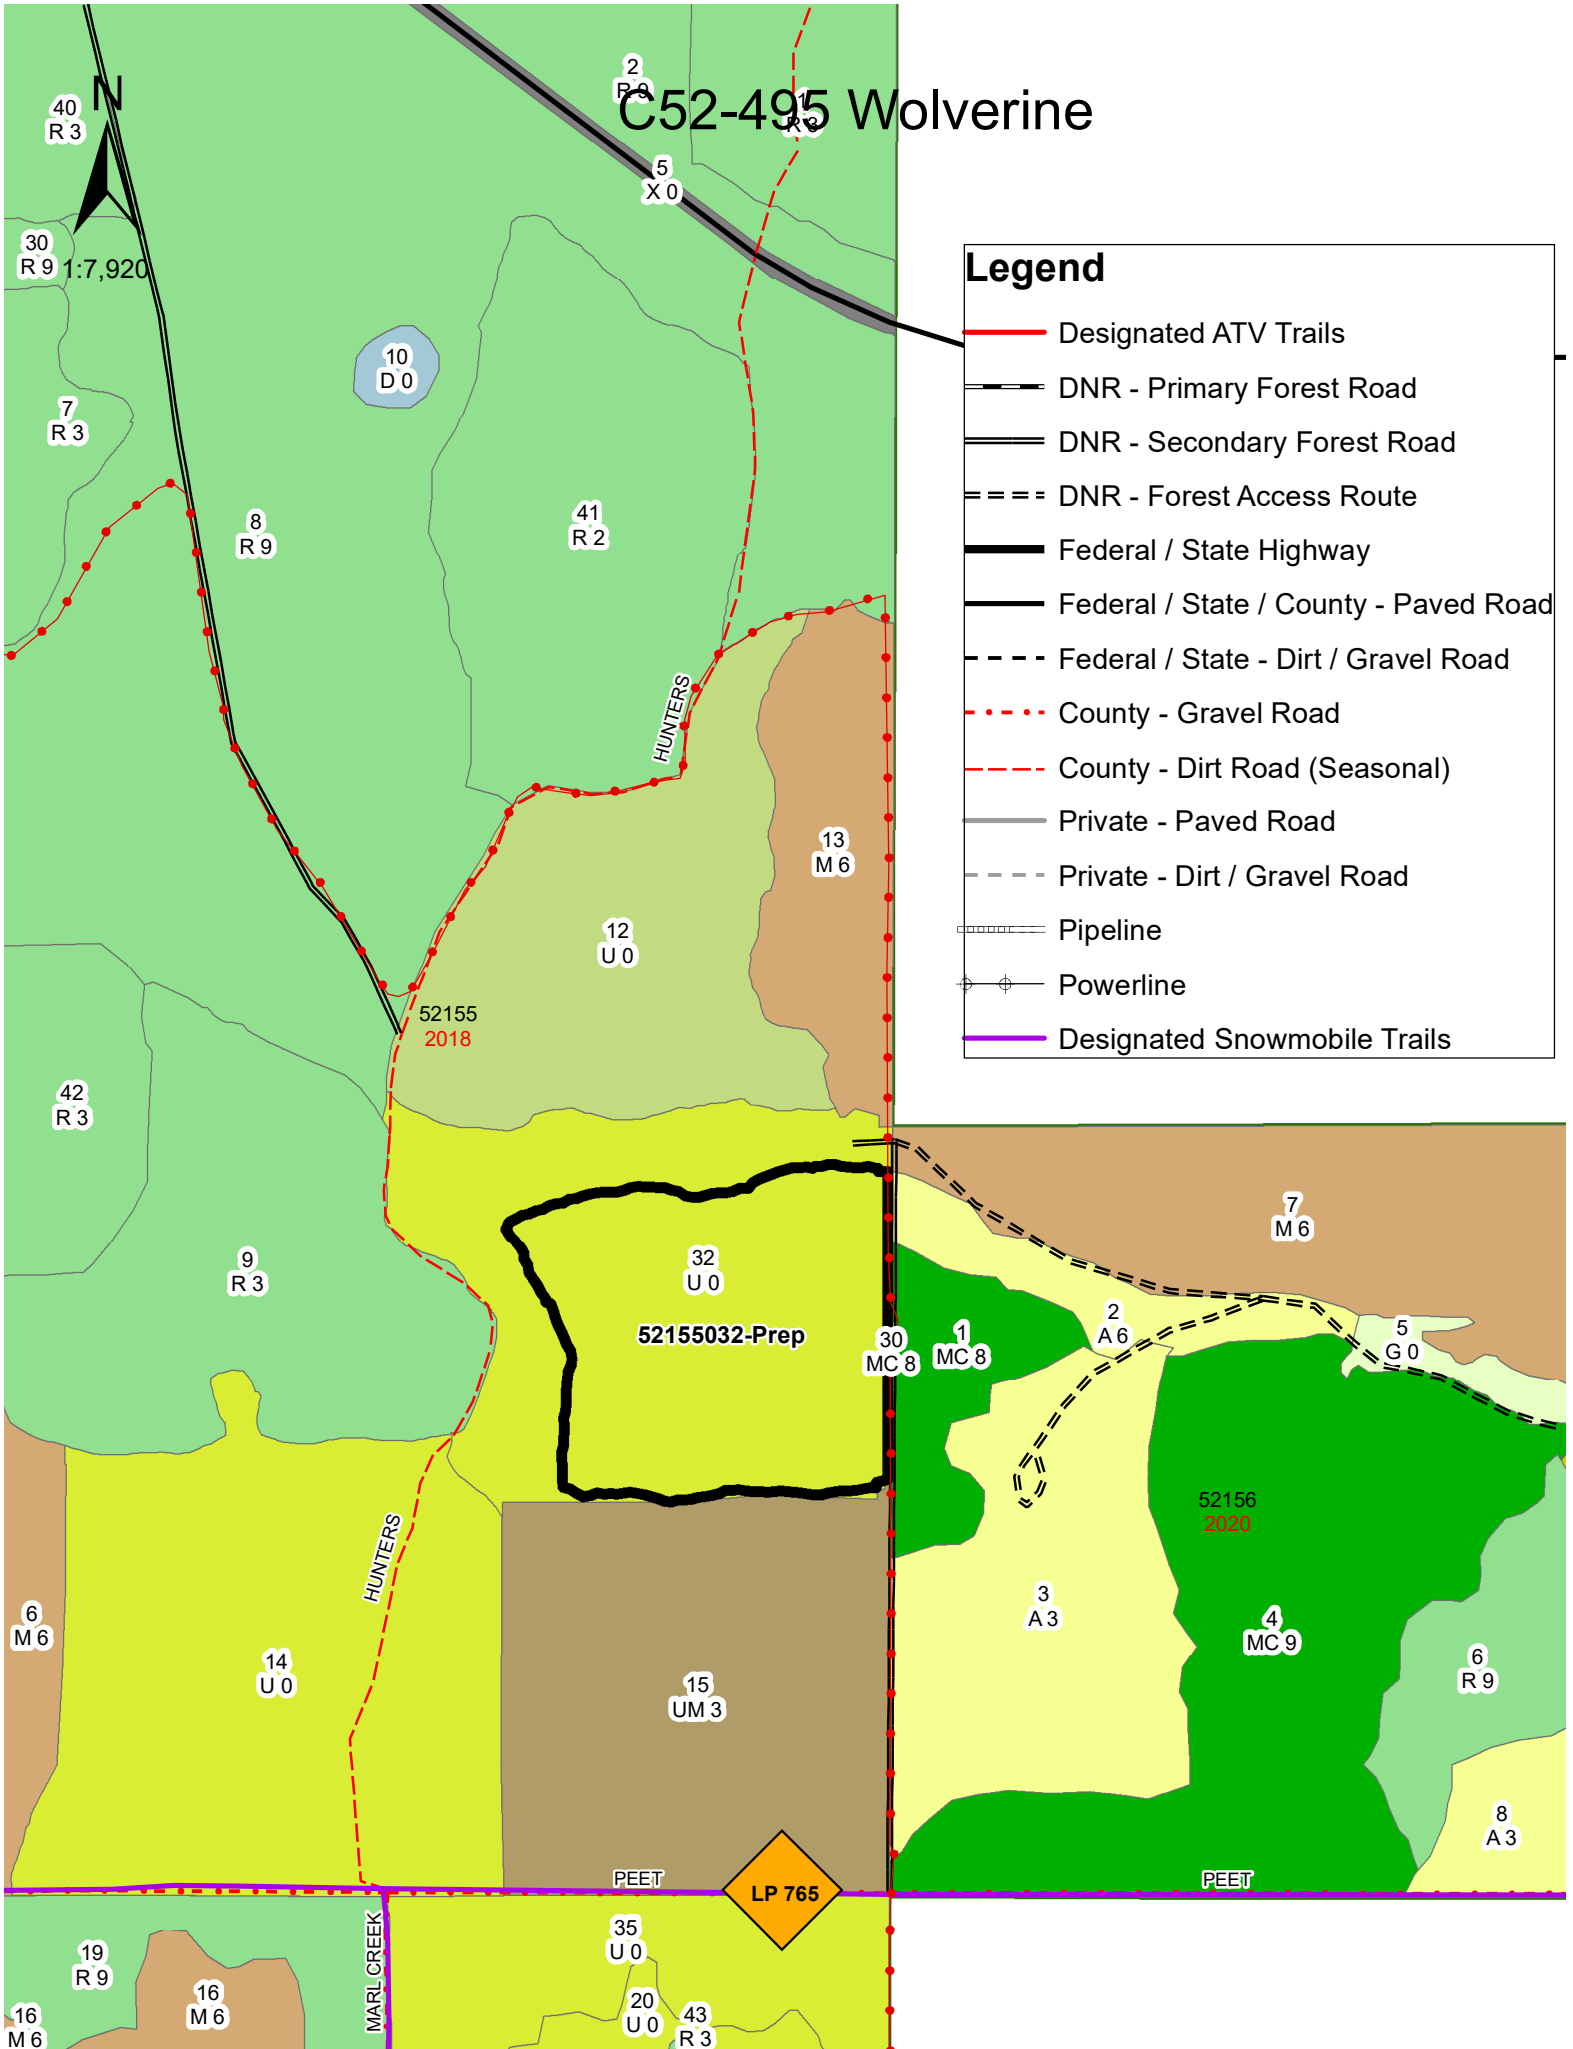 C52-495 Wolverine
N
1:7,920
2
R 9
1
R 3
40
R 3
5
X 0
30
R 9
10
D 0
7
R 3
8
R 9
41
R 2
HUNTERS
13
M 6
12
U 0
52155
2018
42
R 3
9
R 3
32
U 0
52155032-Prep
30
MC 8
1
MC 8
2
A 6
7
M 6
5
G 0
52156
2020
HUNTERS
3
A 3
4
MC 9
6
M 6
14
U 0
15
UM 3
6
R 9
8
A 3
PEET
LP 765
PEET
MARL CREEK
35
U 0
19
R 9
16
M 6
16
M 6
20
U 0
43
R 3
Legend
Designated ATV Trails
DNR - Primary Forest Road
DNR - Secondary Forest Road
DNR - Forest Access Route
Federal / State Highway
Federal / State / County - Paved Road
Federal / State - Dirt / Gravel Road
County - Gravel Road
County - Dirt Road (Seasonal)
Private - Paved Road
Private - Dirt / Gravel Road
Pipeline
Powerline
Designated Snowmobile Trails